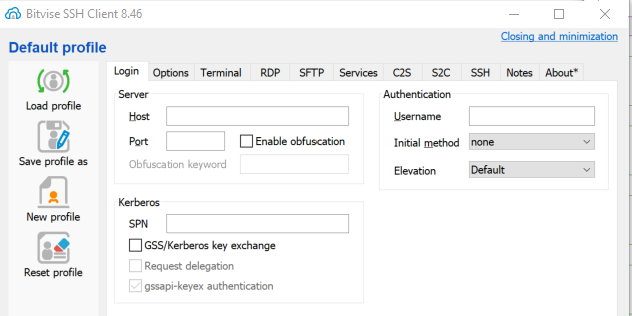 Bitvise SSH Client 8.46
Default profile
Closing and minimization
Load profile
Save profile as
New profile
Reset profile
Login Options Terminal RDP SFTP Services C2S S2C SSH Notes About*
Server
Host
Port Enable obfuscation
Obfuscation keyword
Authentication
Username
Initial method none
Elevation Default
Kerberos
SPN
GSS/Kerberos key exchange
Request delegation
gssapi-keyex authentication